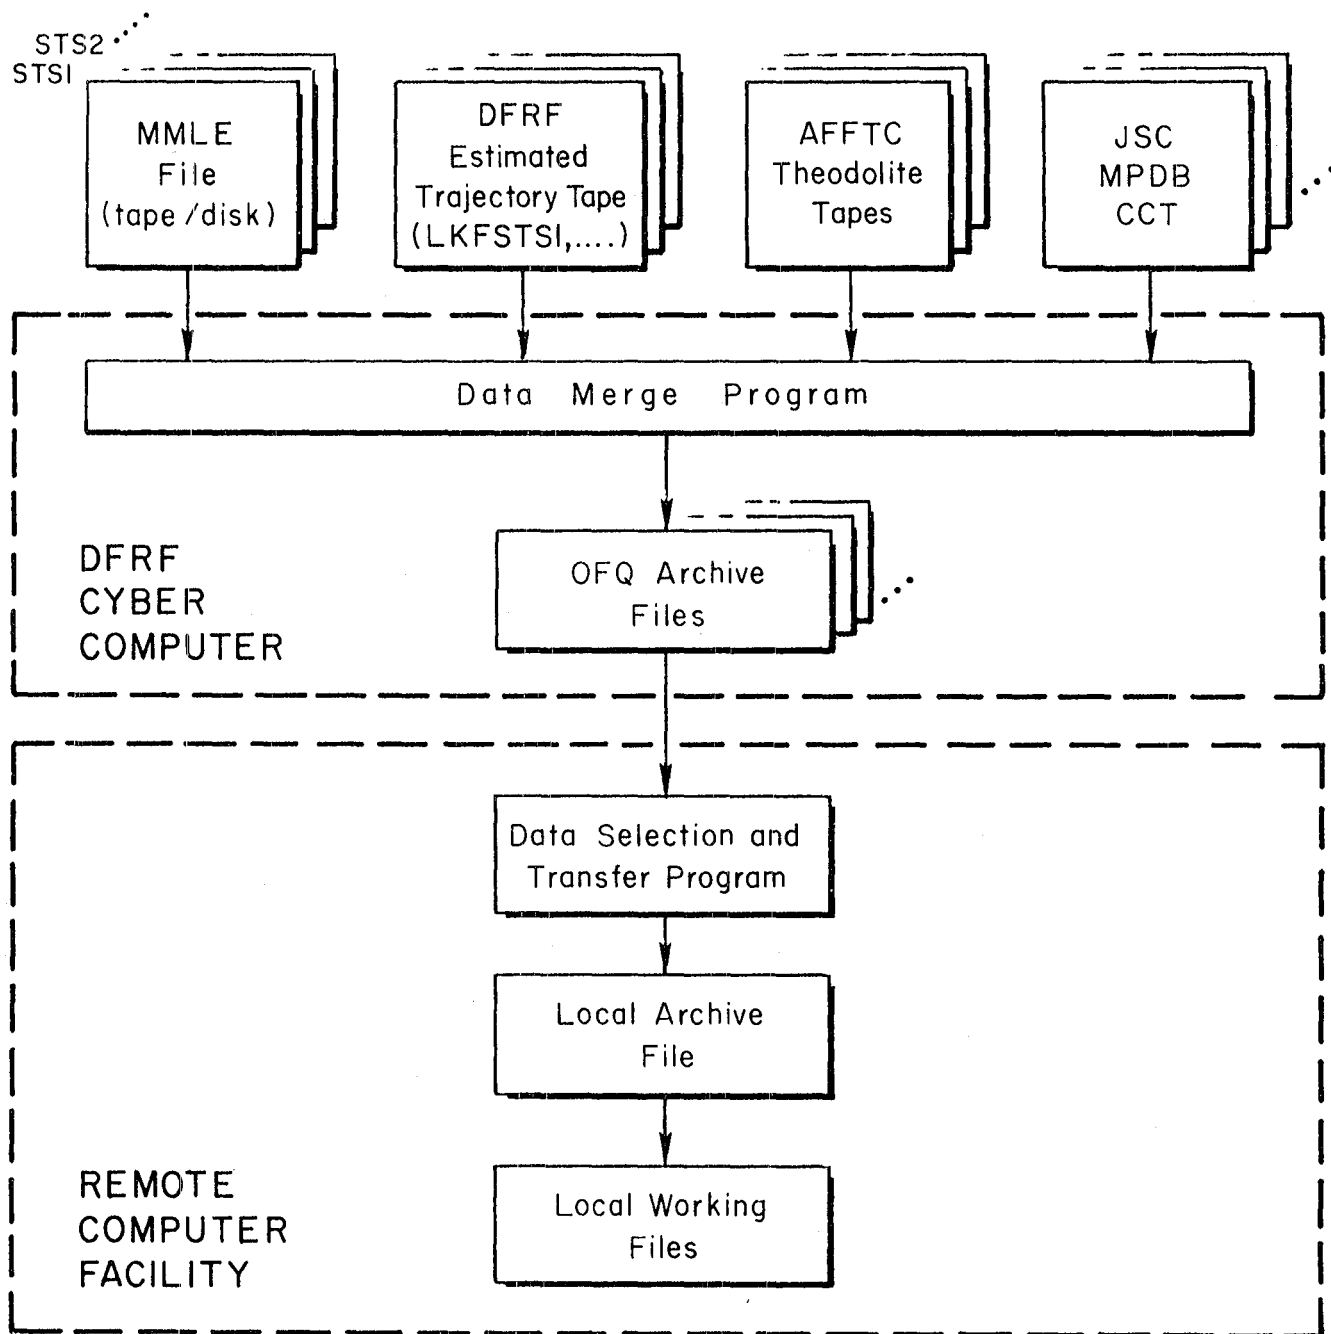 STS2
STS1
MMLE
File
(tape/disk)
DFRF
Estimated
Trajectory Tape
(LKFSTS1,....)
AFFTC
Theodolite
Tapes
JSC
MPDB
CCT
Data Merge Program
OFQ Archive
Files
DFRF
CYBER
COMPUTER
Data Selection and
Transfer Program
Local Archive
File
Local Working
Files
REMOTE
COMPUTER
FACILITY